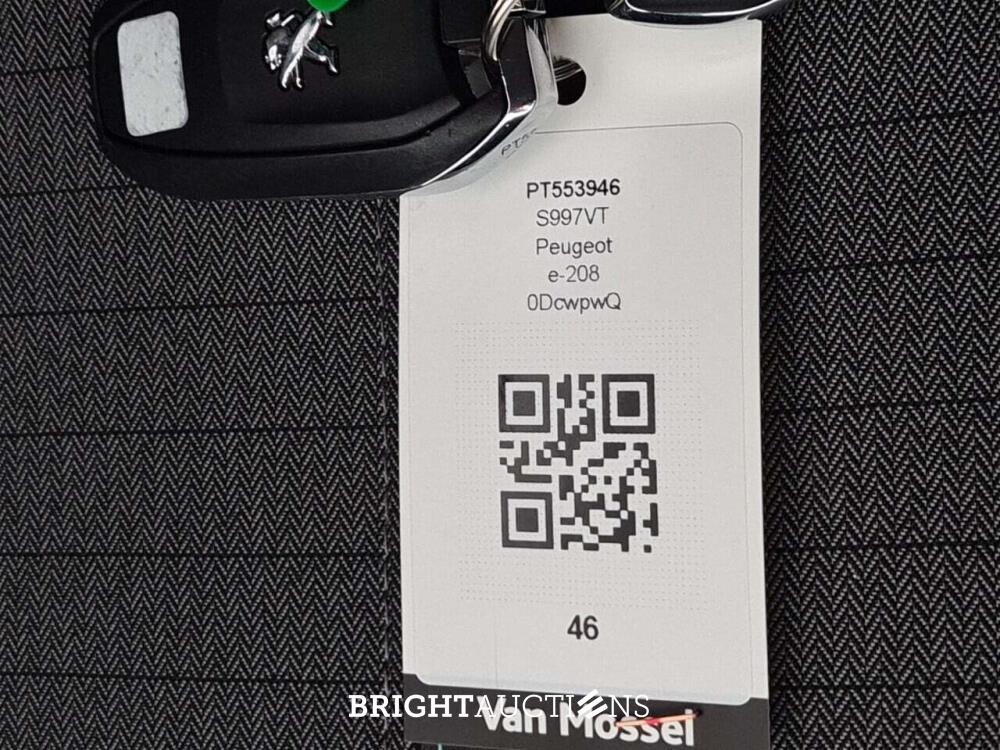 PT553946
S997VT
Peugeot
e-208
0DcwpwQ
46
BRIGHTAUCTIONS
Van Mossel